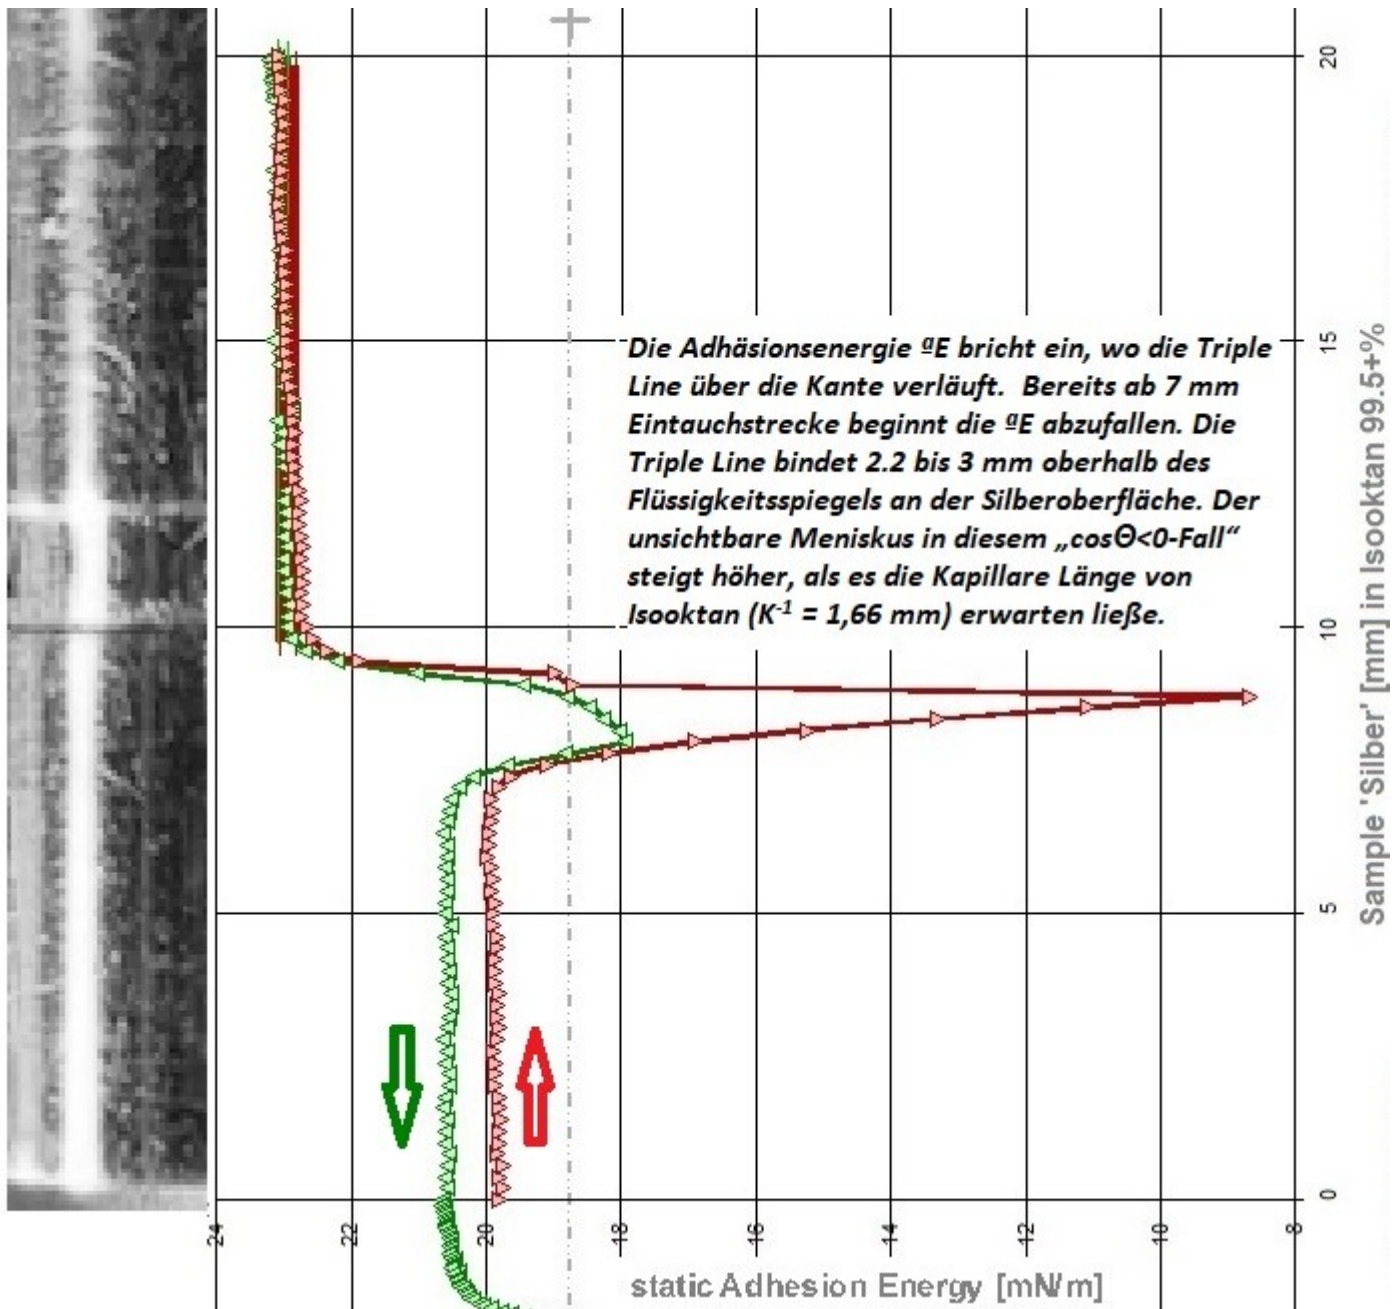 20
15
10
5
0
Sample 'Silber' [mm] in Isooktan 99.5+%
Die Adhäsionsenergie ªE bricht ein, wo die Triple
Line über die Kante verläuft. Bereits ab 7 mm
Eintauchstrecke beginnt die ªE abzufallen. Die
Triple Line bindet 2.2 bis 3 mm oberhalb des
Flüssigkeitsspiegels an der Silberoberfläche. Der
unsichtbare Meniskus in diesem „cosΘ<0-Fall“
steigt höher, als es die Kapillare Länge von
Isooktan (K⁻¹ = 1,66 mm) erwarten ließe.
24
22
20
18
16
14
12
10
8
static Adhesion Energy [mN/m]